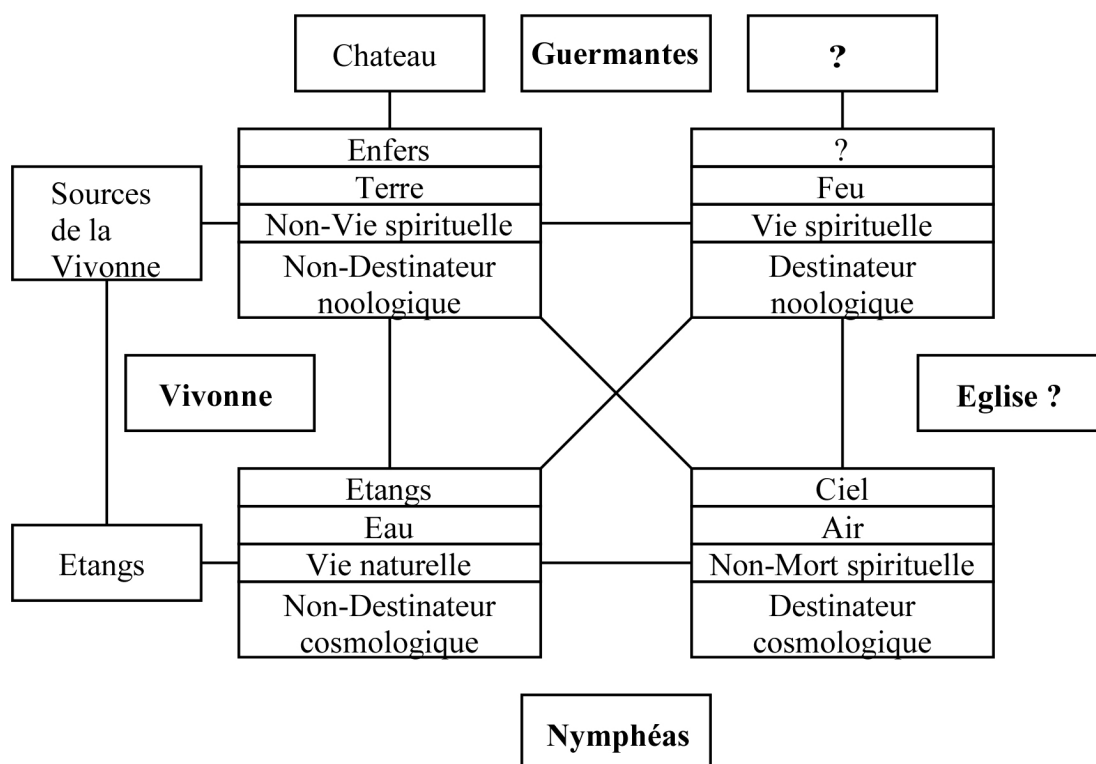 Chateau
Guermantes
?
Enfers
Terre
Non-Vie spirituelle
Non-Destinateur
noologique
?
Feu
Vie spirituelle
Destinateur
noologique
Sources
de la
Vivonne
Vivonne
Eglise ?
Etangs
Etangs
Eau
Vie naturelle
Non-Destinateur
cosmologique
Ciel
Air
Non-Mort spirituelle
Destinateur
cosmologique
Nymphéas